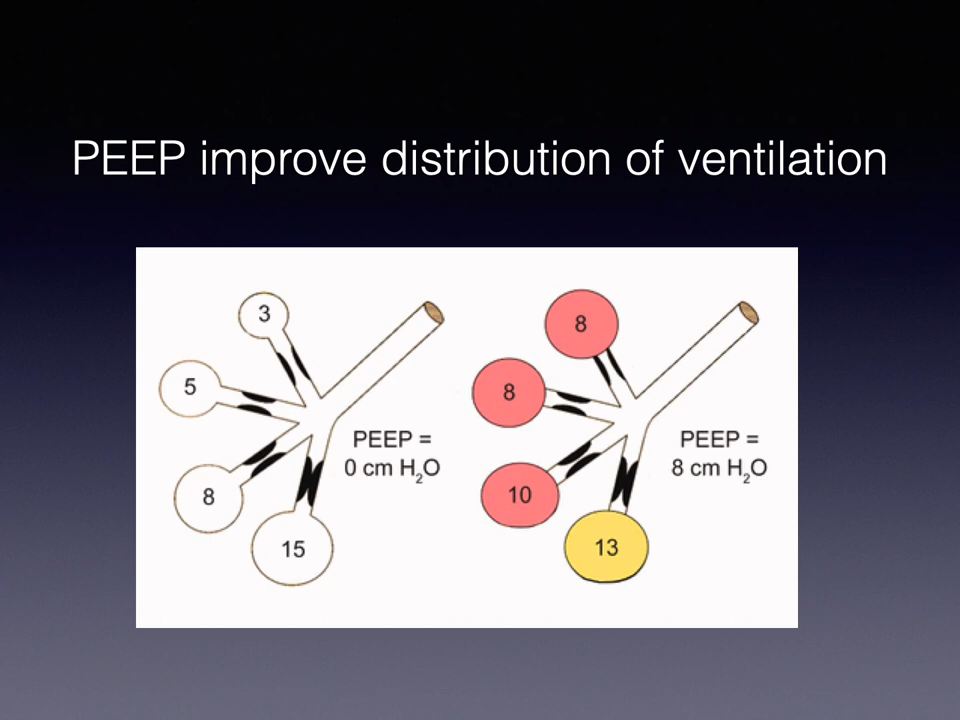 PEEP improve distribution of ventilation
3
5
8
15
PEEP =
0 cm H₂O
8
8
10
13
PEEP =
8 cm H₂O